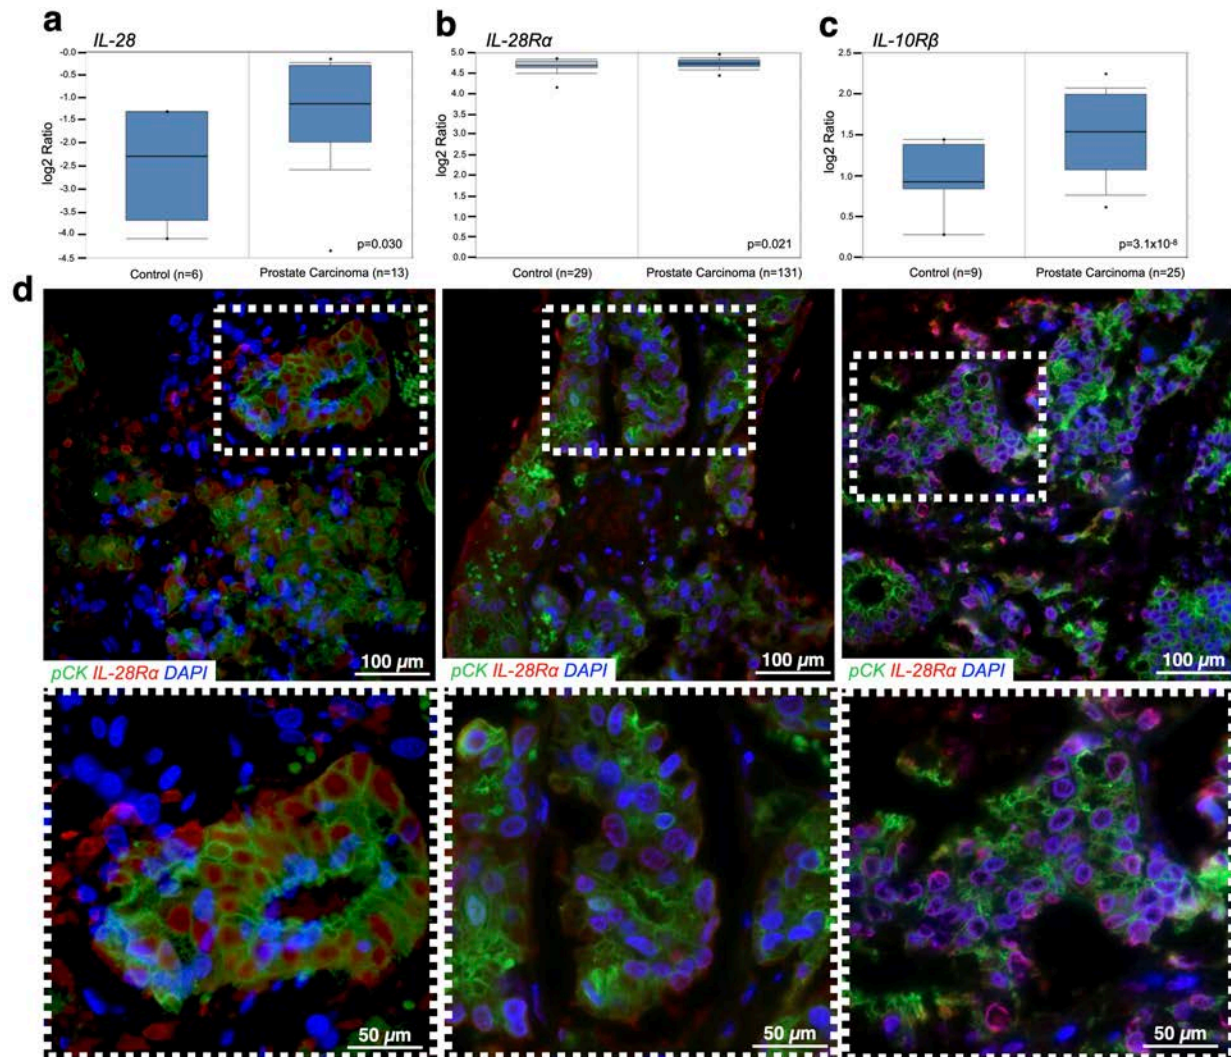 a
IL-28
log2 Ratio
-0.0
-0.5
-1.0
-1.5
-2.0
-2.5
-3.0
-3.5
-4.0
-4.5
p=0.030
Control (n=6)
Prostate Carcinoma (n=13)
b
IL-28Rα
log2 Ratio
5.0
4.5
4.0
3.5
3.0
2.5
2.0
1.5
1.0
0.5
0.0
p=0.021
Control (n=29)
Prostate Carcinoma (n=131)
c
IL-10Rβ
log2 Ratio
2.5
2.0
1.5
1.0
0.5
0.0
p=3.1x10⁻⁶
Control (n=9)
Prostate Carcinoma (n=25)
d
100 µm
pCK IL-28Rα DAPI
100 µm
pCK IL-28Rα DAPI
100 µm
pCK IL-28Rα DAPI
50 µm
50 µm
50 µm